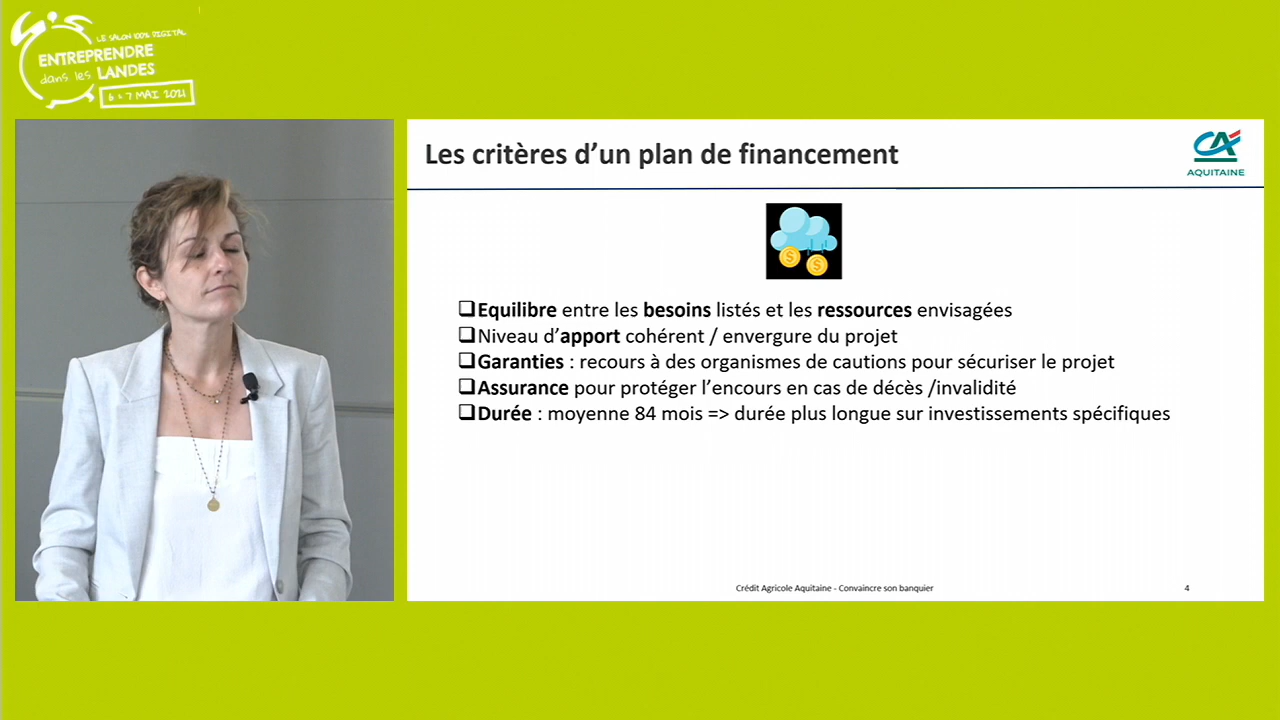 LE SALON 100% DIGITAL
ENTREPRENDRE
dans les LANDES
6 & 7 MAI 2021
Les critères d’un plan de financement
CA
AQUITAINE
$
$
❑Equilibre entre les besoins listés et les ressources envisagées
❑Niveau d’apport cohérent / envergure du projet
❑Garanties : recours à des organismes de cautions pour sécuriser le projet
❑Assurance pour protéger l’encours en cas de décès /invalidité
❑Durée : moyenne 84 mois => durée plus longue sur investissements spécifiques
Crédit Agricole Aquitaine - Convaincre son banquier
4